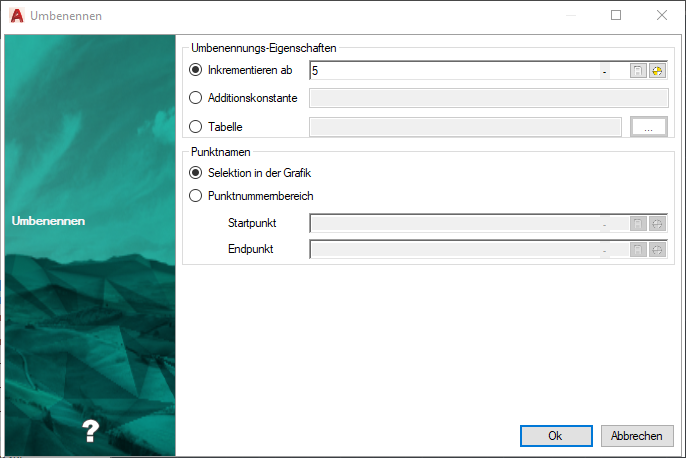 Umbenennen
Umbenennungs-Eigenschaften
Inkrementieren ab
5
-
Additionskonstante
Tabelle
...
Punktnamen
Selektion in der Grafik
Punktnummernbereich
Startpunkt
-
Endpunkt
-
Umbenennen
?
Ok
Abbrechen